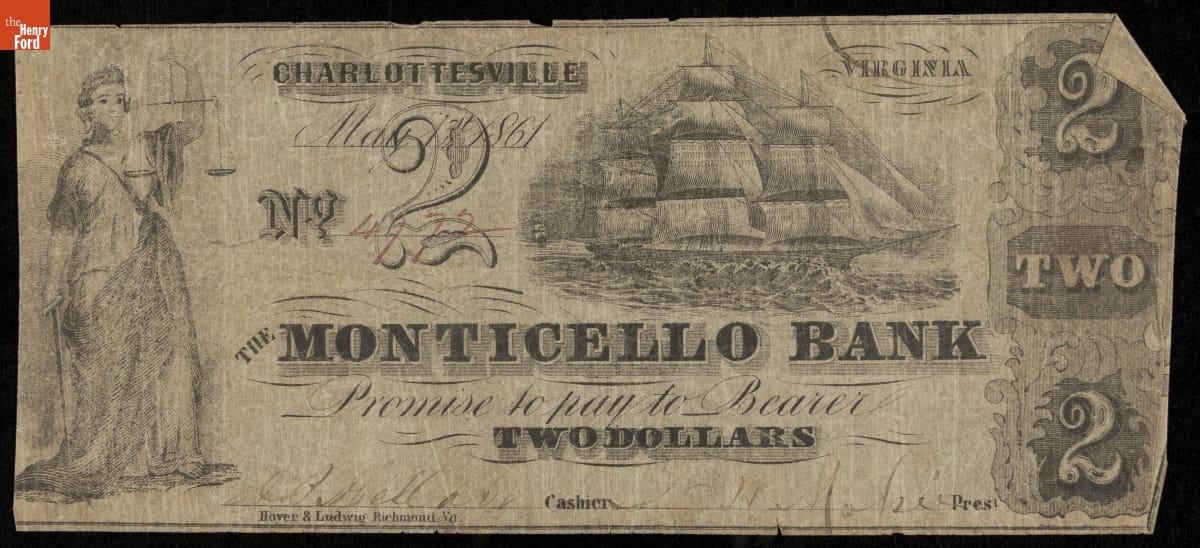 the
Henry
Ford
CHARLOTTESVILLE
VIRGINIA
May 1st 1861
2
No
THE MONTICELLO BANK
Promise to pay to Bearer
TWO DOLLARS
Cashier
Prest
Hoyer & Ludwig Richmond Va.
2
TWO
2